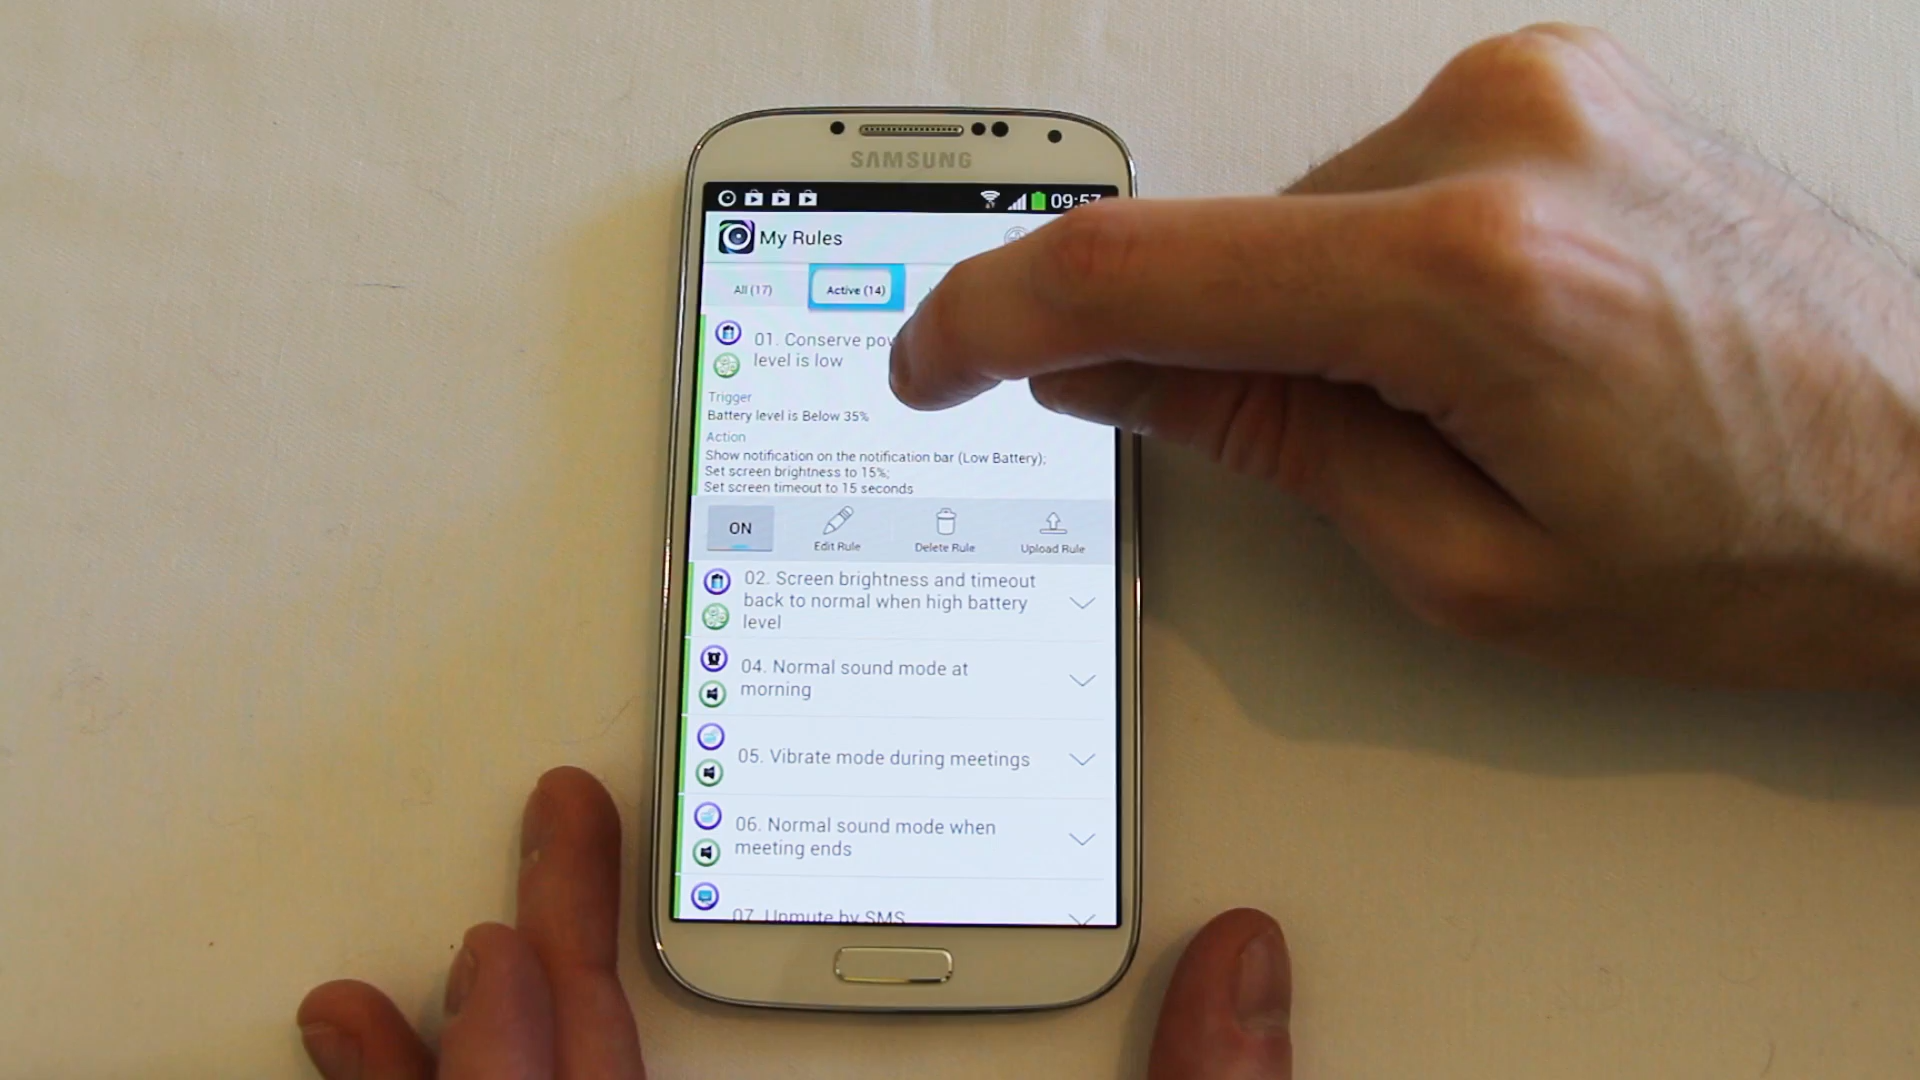 SAMSUNG
09:57
My Rules
All (17)
Active (14)
01. Conserve
level is low
Trigger
Battery level is Below 35%
Action
Show notification on the notification bar (Low Battery);
Set screen brightness to 15%;
Set screen timeout to 15 seconds
ON
Edit Rule
Delete Rule
Upload Rule
02. Screen brightness and timeout
back to normal when high battery
level
04. Normal sound mode at
morning
05. Vibrate mode during meetings
06. Normal sound mode when
meeting ends
07. Unmute by SMS